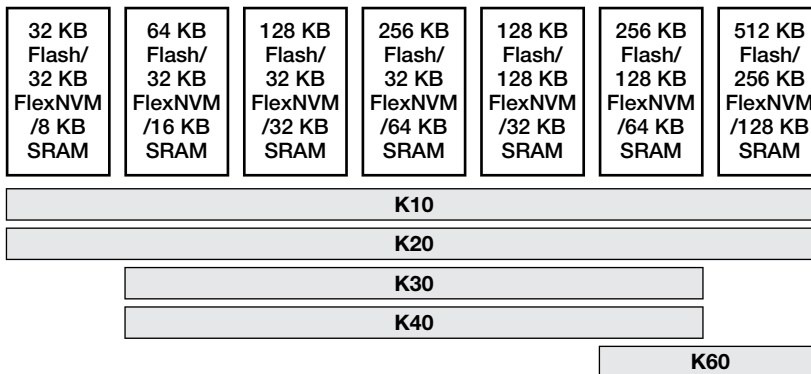 32 KB
Flash/
32 KB
FlexNVM
/8 KB
SRAM
64 KB
Flash/
32 KB
FlexNVM
/16 KB
SRAM
128 KB
Flash/
32 KB
FlexNVM
/32 KB
SRAM
256 KB
Flash/
32 KB
FlexNVM
/64 KB
SRAM
128 KB
Flash/
128 KB
FlexNVM
/32 KB
SRAM
256 KB
Flash/
128 KB
FlexNVM
/64 KB
SRAM
512 KB
Flash/
256 KB
FlexNVM
/128 KB
SRAM
K10
K20
K30
K40
K60